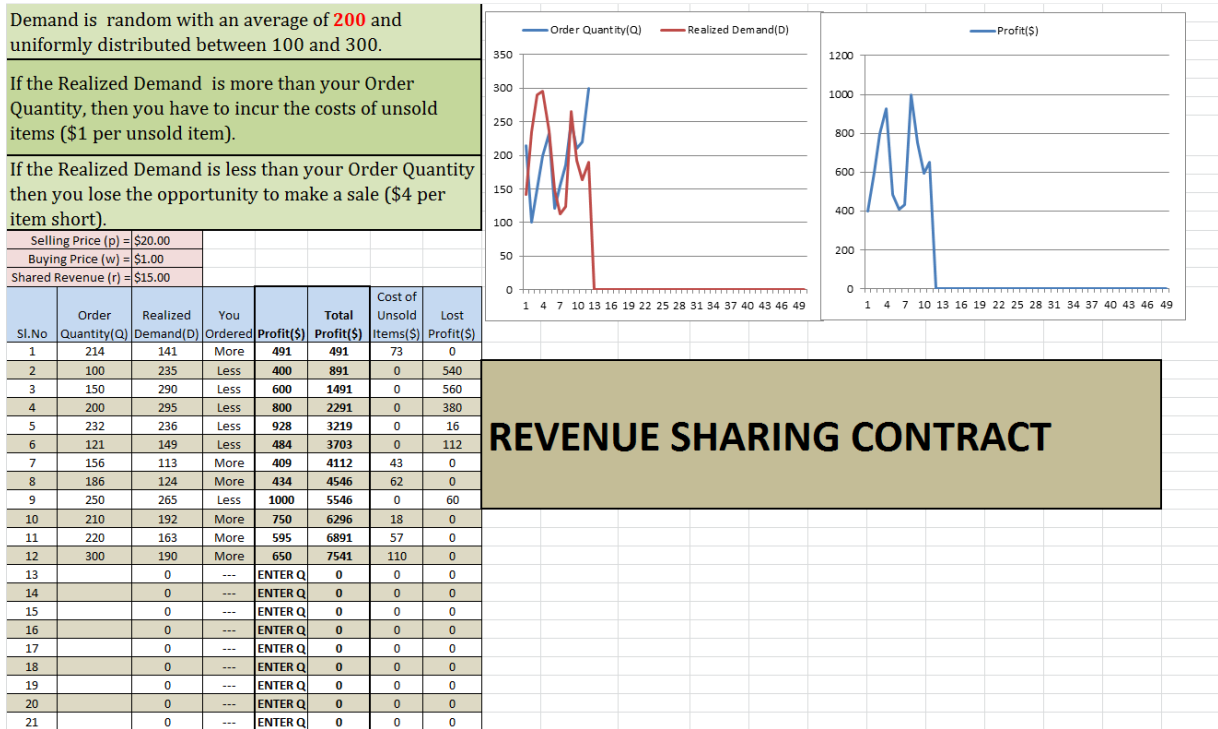 Demand is random with an average of 200 and
uniformly distributed between 100 and 300.
If the Realized Demand is more than your Order
Quantity, then you have to incur the costs of unsold
items ($1 per unsold item).
If the Realized Demand is less than your Order Quantity
then you lose the opportunity to make a sale ($4 per
item short).
Selling Price (p) = $20.00
Buying Price (w) = $1.00
Shared Revenue (r) = $15.00
Sl.No Order Quantity(Q) Realized Demand(D) You Ordered Profit($) Total Profit($) Cost of Unsold Items($) Lost Profit($)
1 214 141 More 491 491 73 0
2 100 235 Less 400 891 0 540
3 150 290 Less 600 1491 0 560
4 200 295 Less 800 2291 0 380
5 232 236 Less 928 3219 0 16
6 121 149 Less 484 3703 0 112
7 156 113 More 409 4112 43 0
8 186 124 More 434 4546 62 0
9 250 265 Less 1000 5546 0 60
10 210 192 More 750 6296 18 0
11 220 163 More 595 6891 57 0
12 300 190 More 650 7541 110 0
13 0 --- ENTER Q 0 0 0
14 0 --- ENTER Q 0 0 0
15 0 --- ENTER Q 0 0 0
16 0 --- ENTER Q 0 0 0
17 0 --- ENTER Q 0 0 0
18 0 --- ENTER Q 0 0 0
19 0 --- ENTER Q 0 0 0
20 0 --- ENTER Q 0 0 0
21 0 --- ENTER Q 0 0 0
Order Quantity(Q) Realized Demand(D)
350
300
250
200
150
100
50
0
1 4 7 10 13 16 19 22 25 28 31 34 37 40 43 46 49
Profit($)
1200
1000
800
600
400
200
0
1 4 7 10 13 16 19 22 25 28 31 34 37 40 43 46 49
REVENUE SHARING CONTRACT